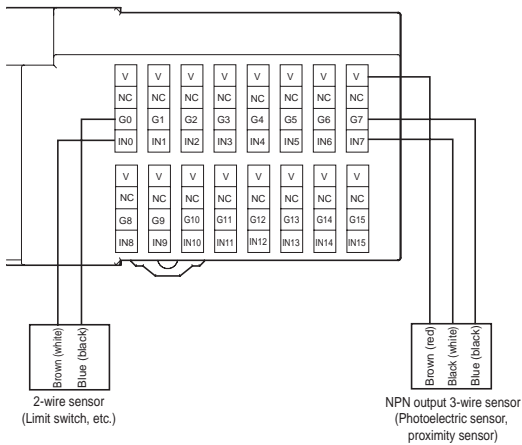 V V V V V V V V
NC NC NC NC NC NC NC NC
G0 G1 G2 G3 G4 G5 G6 G7
IN0 IN1 IN2 IN3 IN4 IN5 IN6 IN7
V V V V V V V V
NC NC NC NC NC NC NC NC
G8 G9 G10 G11 G12 G13 G14 G15
IN8 IN9 IN10 IN11 IN12 IN13 IN14 IN15
Brown (white)
Blue (black)
2-wire sensor
(Limit switch, etc.)
Brown (red)
Black (white)
Blue (black)
NPN output 3-wire sensor
(Photoelectric sensor,
proximity sensor)